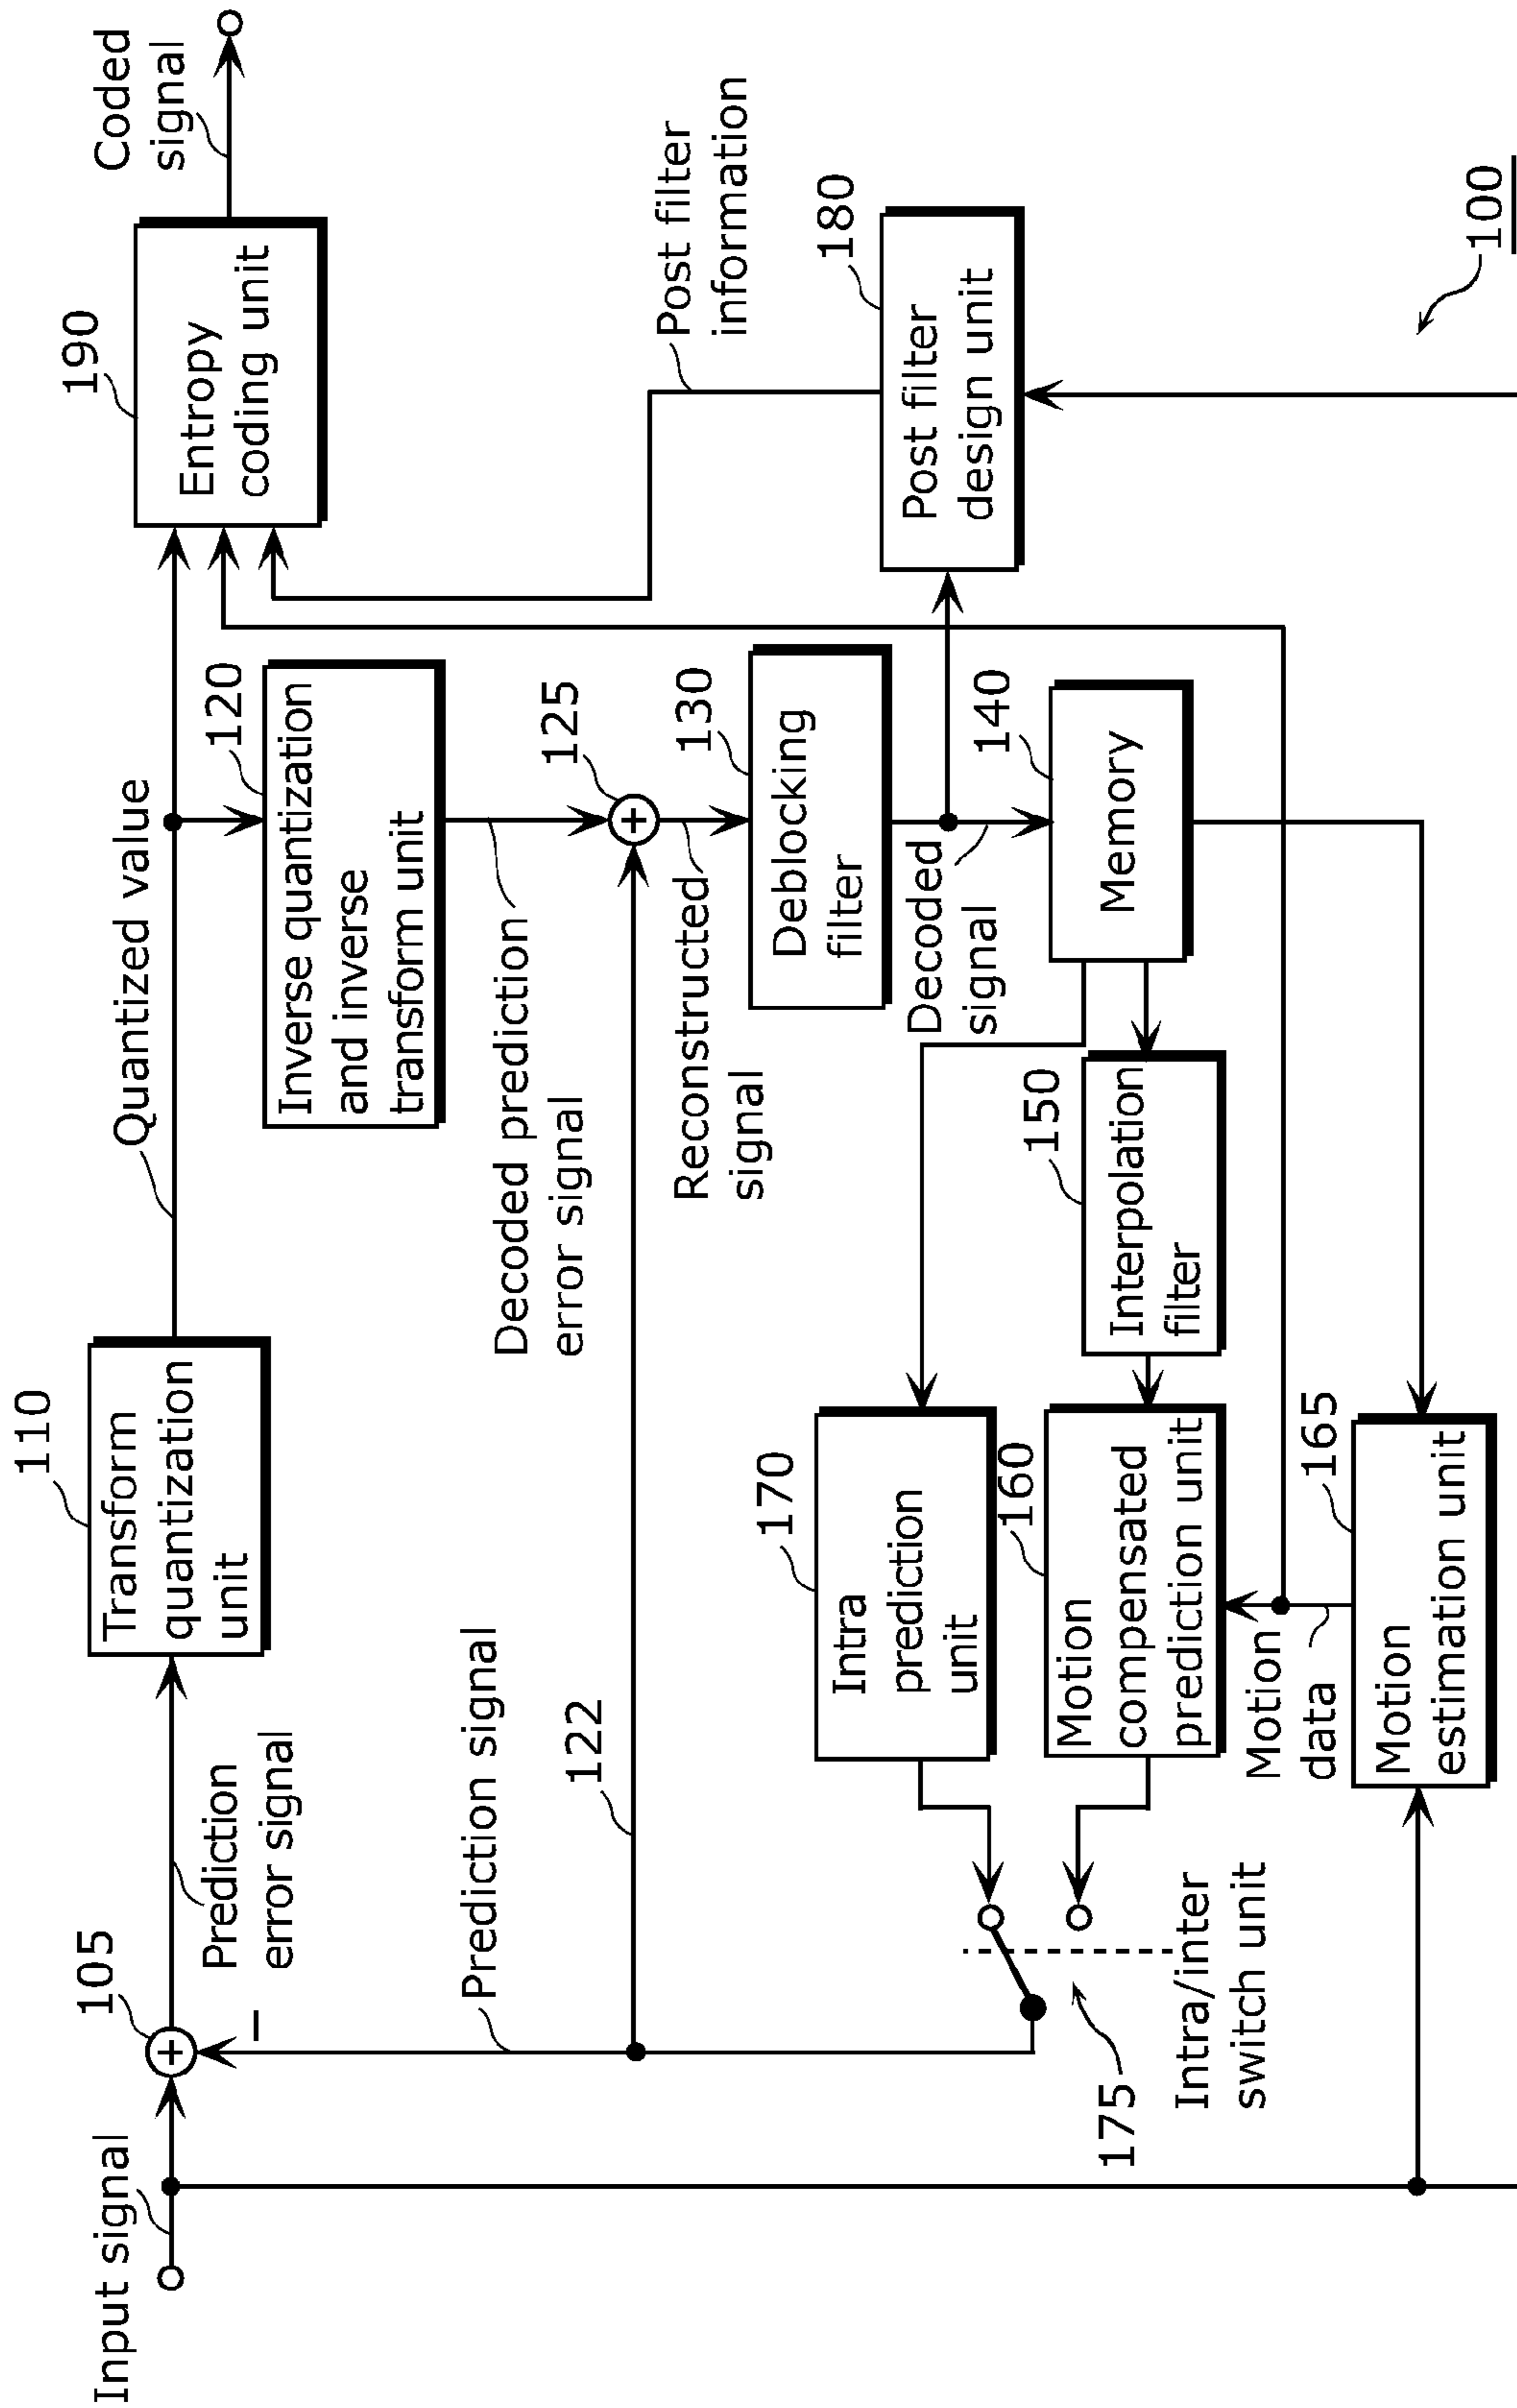 Input signal
105
Prediction
error signal
110
Transform
quantization
unit
Quantized value
190
Entropy
coding unit
Coded
signal
120
Inverse quantization
and inverse
transform unit
Prediction signal
122
Decoded prediction
error signal
125
Reconstructed
signal
130
Deblocking
filter
Post filter
information
Decoded
signal
140
Memory
180
Post filter
design unit
170
Intra
prediction
unit
150
Interpolation
filter
160
Motion
compensated
prediction unit
175
Intra/inter
switch unit
Motion
data
165
Motion
estimation unit
100